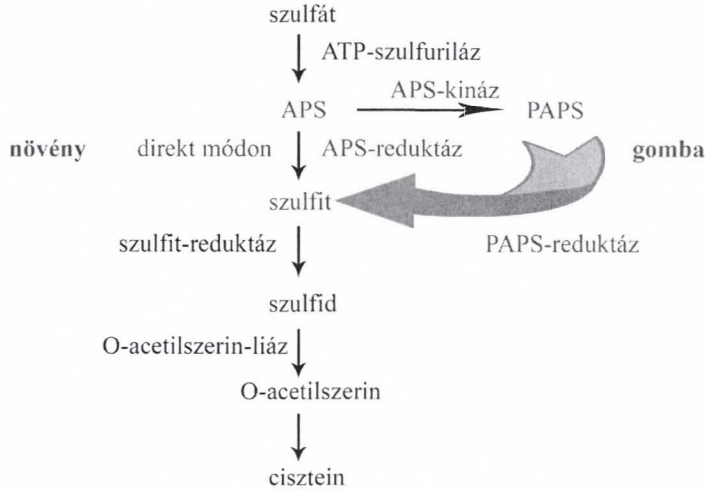 szulfát
ATP-szulfuriláz
APS-kináz
APS
PAPS
növény
direkt módon
APS-reduktáz
gomba
szulfit
szulfit-reduktáz
PAPS-reduktáz
szulfid
O-acetilszerin-liáz
O-acetilszerin
cisztein